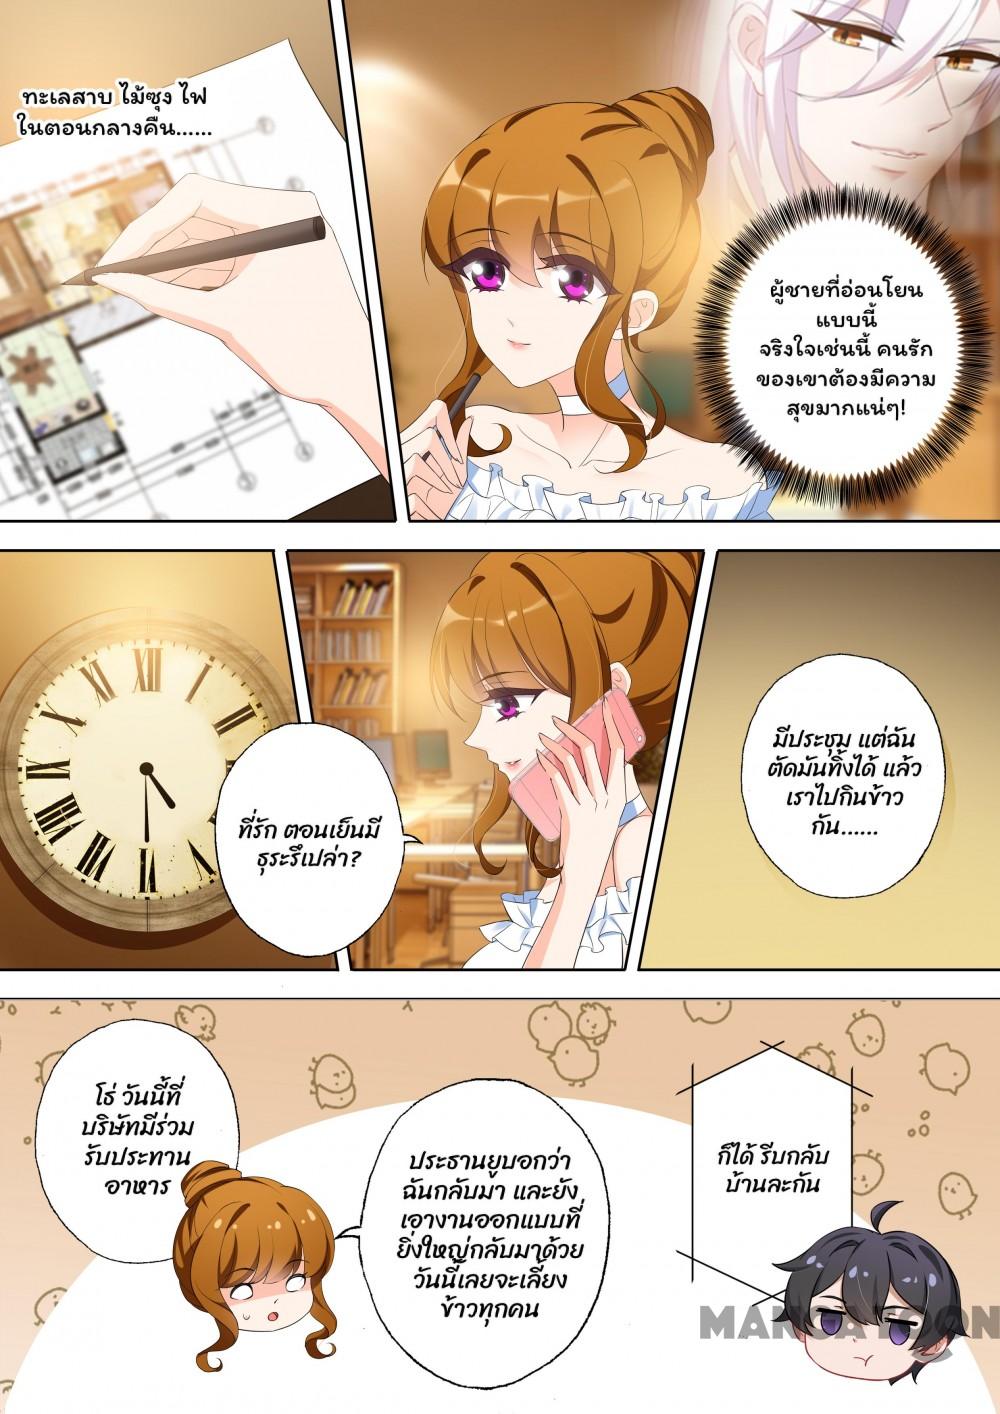 ทะเลสาบ ไม้ซุง ไฟ
ในตอนกลางคืน......
ผู้ชายที่อ่อนโยน
แบบนี้
จริงใจเช่นนี้ คนรัก
ของเขาต้องมีความ
สุขมากแน่ๆ!
ที่รัก ตอนเย็นมี
ธุระรึเปล่า?
มีประชุม แต่ฉัน
ตัดมันทิ้งได้ แล้ว
เราไปกินข้าว
กัน......
โธ่ วันนี้ที่
บริษัทมีร่วม
รับประทาน
อาหาร
ประธานยูบอกว่า
ฉันกลับมา และยัง
เอางานออกแบบที่
ยิ่งใหญ่กลับมาด้วย
วันนี้เลยจะเลี้ยง
ข้าวทุกคน
ก็ได้ รีบกลับ
บ้านละกัน
MANGATOON